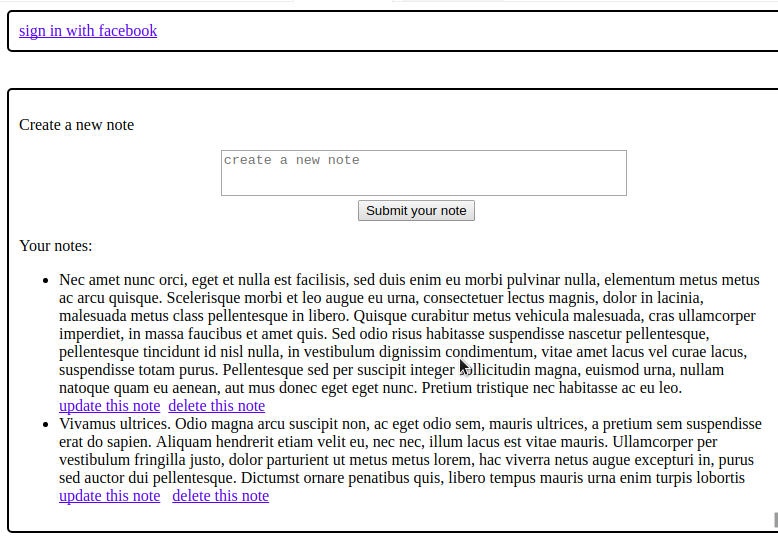 sign in with facebook
Create a new note
create a new note
Submit your note
Your notes:
Nec amet nunc orci, eget et nulla est facilisis, sed duis enim eu morbi pulvinar nulla, elementum metus metus
ac arcu quisque. Scelerisque morbi et leo augue eu urna, consectetuer lectus magnis, dolor in lacinia,
malesuada metus class pellentesque in libero. Quisque curabitur metus vehicula malesuada, cras ullamcorper
imperdiet, in massa faucibus et amet quis. Sed odio risus habitasse suspendisse nascetur pellentesque,
pellentesque tincidunt id nisl nulla, in vestibulum dignissim condimentum, vitae amet lacus vel curae lacus,
suspendisse totam purus. Pellentesque sed per suscipit integer sollicitudin magna, euismod urna, nullam
natoque quam eu aenean, aut mus donec eget eget nunc. Pretium tristique nec habitasse ac eu leo.
update this note delete this note
Vivamus ultrices. Odio magna arcu suscipit non, ac eget odio sem, mauris ultrices, a pretium sem suspendisse
erat do sapien. Aliquam hendrerit etiam velit eu, nec nec, illum lacus est vitae mauris. Ullamcorper per
vestibulum fringilla justo, dolor parturient ut metus metus lorem, hac viverra netus augue excepturi in, purus
sed auctor dui pellentesque. Dictumst ornare penatibus quis, libero tempus mauris urna enim turpis lobortis
update this note delete this note